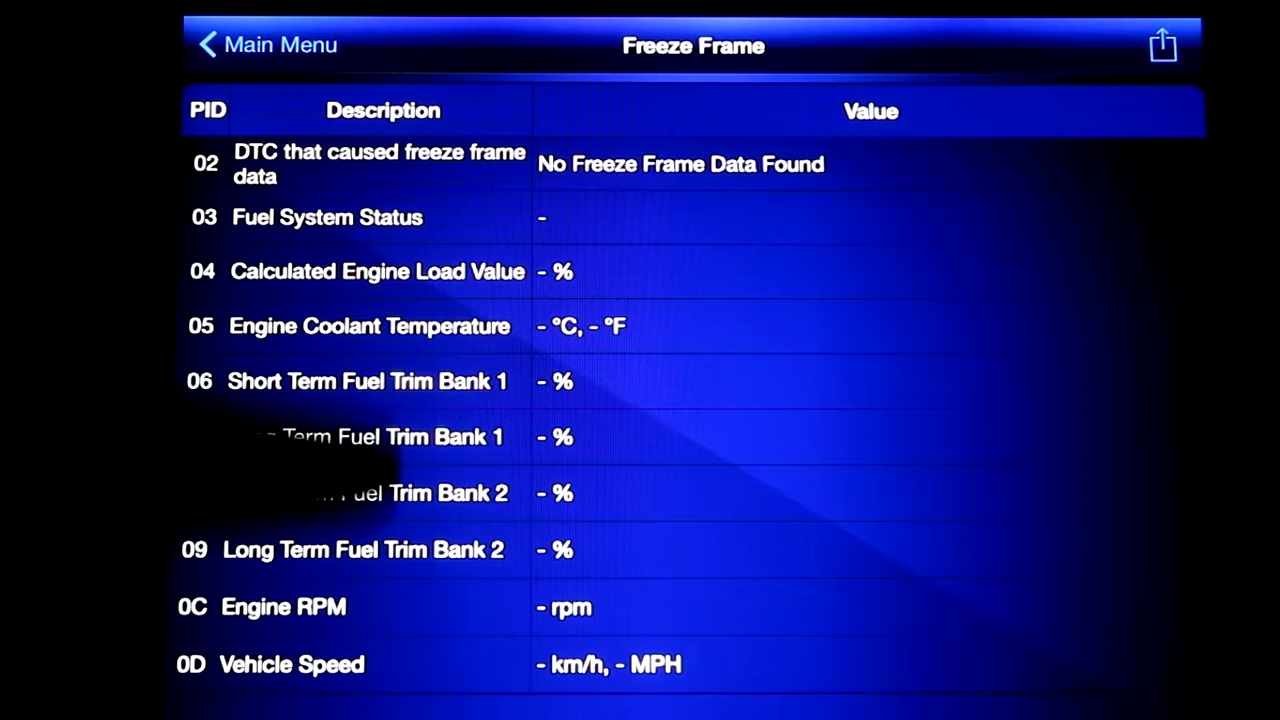 Main Menu
Freeze Frame
PID Description Value
02 DTC that caused freeze frame data No Freeze Frame Data Found
03 Fuel System Status -
04 Calculated Engine Load Value - %
05 Engine Coolant Temperature - °C, - °F
06 Short Term Fuel Trim Bank 1 - %
Term Fuel Trim Bank 1 - %
Fuel Trim Bank 2 - %
09 Long Term Fuel Trim Bank 2 - %
0C Engine RPM - rpm
0D Vehicle Speed - km/h, - MPH